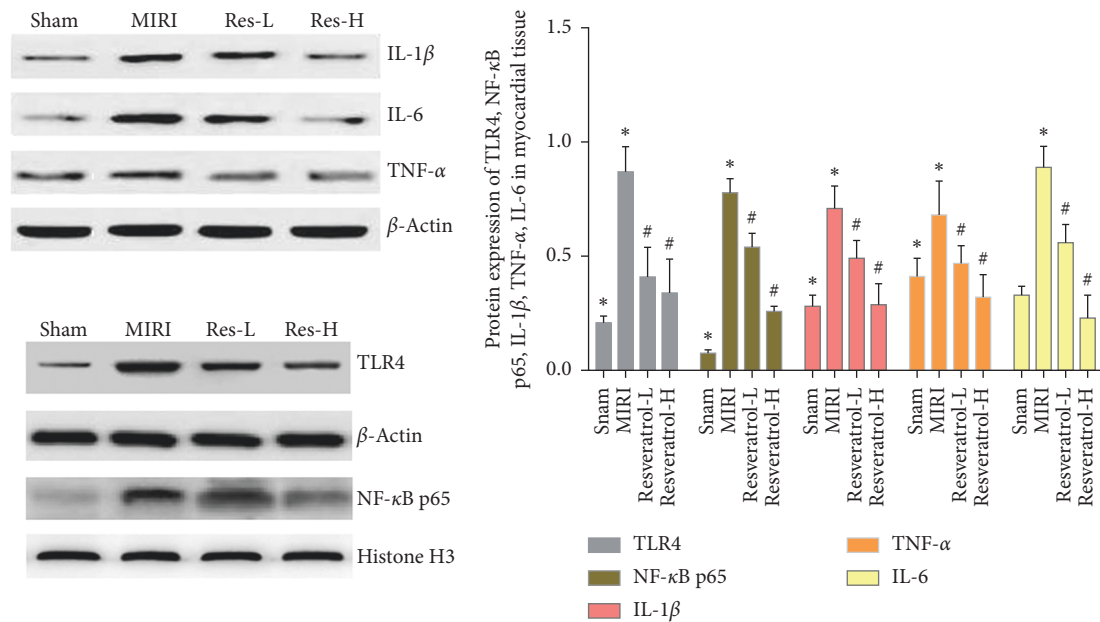 Sham MIRI Res-L Res-H
IL-1β
IL-6
TNF-α
β-Actin
Sham MIRI Res-L Res-H
TLR4
β-Actin
NF-κB p65
Histone H3
Protein expression of TLR4, NF-κB
p65, IL-1β, TNF-α, IL-6 in myocardial tissue
1.5
1.0
0.5
0.0
* * # #
* * # #
* * # #
* * # #
* # #
Snam MIRI Resveratrol-L Resveratrol-H
Snam MIRI Resveratrol-L Resveratrol-H
Snam MIRI Resveratrol-L Resveratrol-H
Snam MIRI Resveratrol-L Resveratrol-H
Snam MIRI Resveratrol-L Resveratrol-H
TLR4
NF-κB p65
IL-1β
TNF-α
IL-6